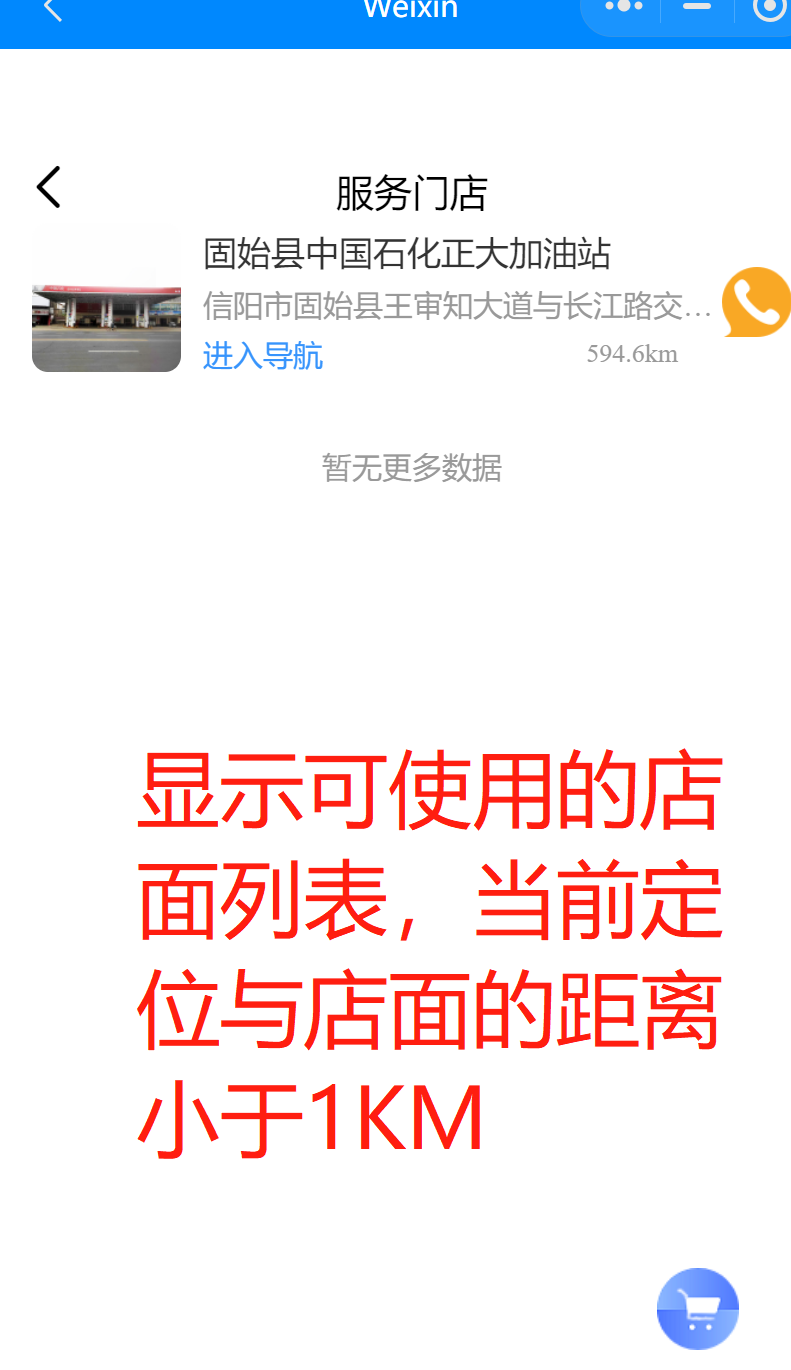 Weixin
服务门店
固始县中国石化正大加油站
信阳市固始县王审知大道与长江路交...
进入导航
594.6km
暂无更多数据
显示可使用的店
面列表，当前定
位与店面的距离
小于1KM